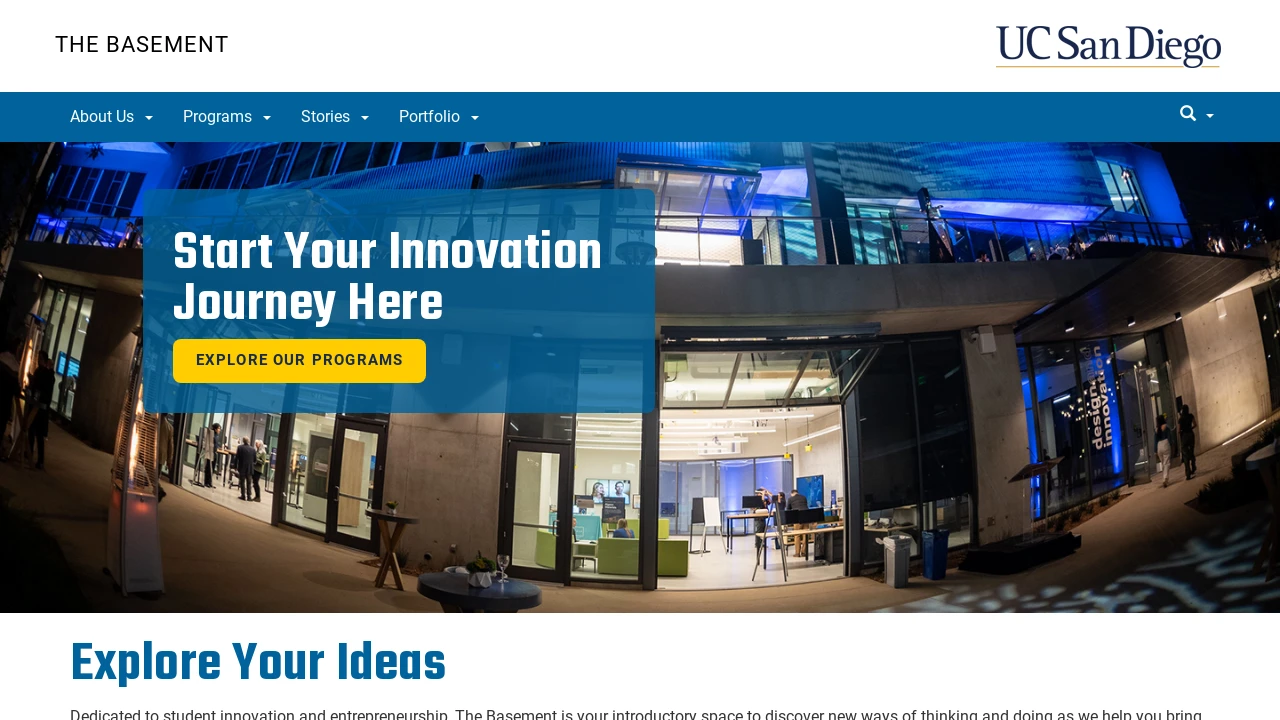 THE BASEMENT
UC San Diego
About Us
Programs
Stories
Portfolio
Start Your Innovation
Journey Here
EXPLORE OUR PROGRAMS
design and
innovation
Explore Your Ideas
Dedicated to student innovation and entrepreneurship, The Basement is your introductory space to discover new ways of thinking and doing as we help you bring